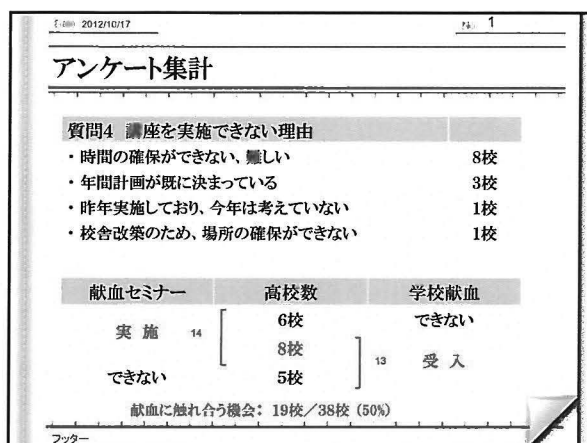 2012/10/17
1
アンケート集計
質問4 講座を実施できない理由
・時間の確保ができない、難しい 8校
・年間計画が既に決まっている 3校
・昨年実施しており、今年は考えていない 1校
・校舎改築のため、場所の確保ができない 1校
献血セミナー 高校数 学校献血
実 施 14 6校 できない
8校 13 受 入
できない 5校
献血に触れ合う機会: 19校/38校 (50%)
フッター